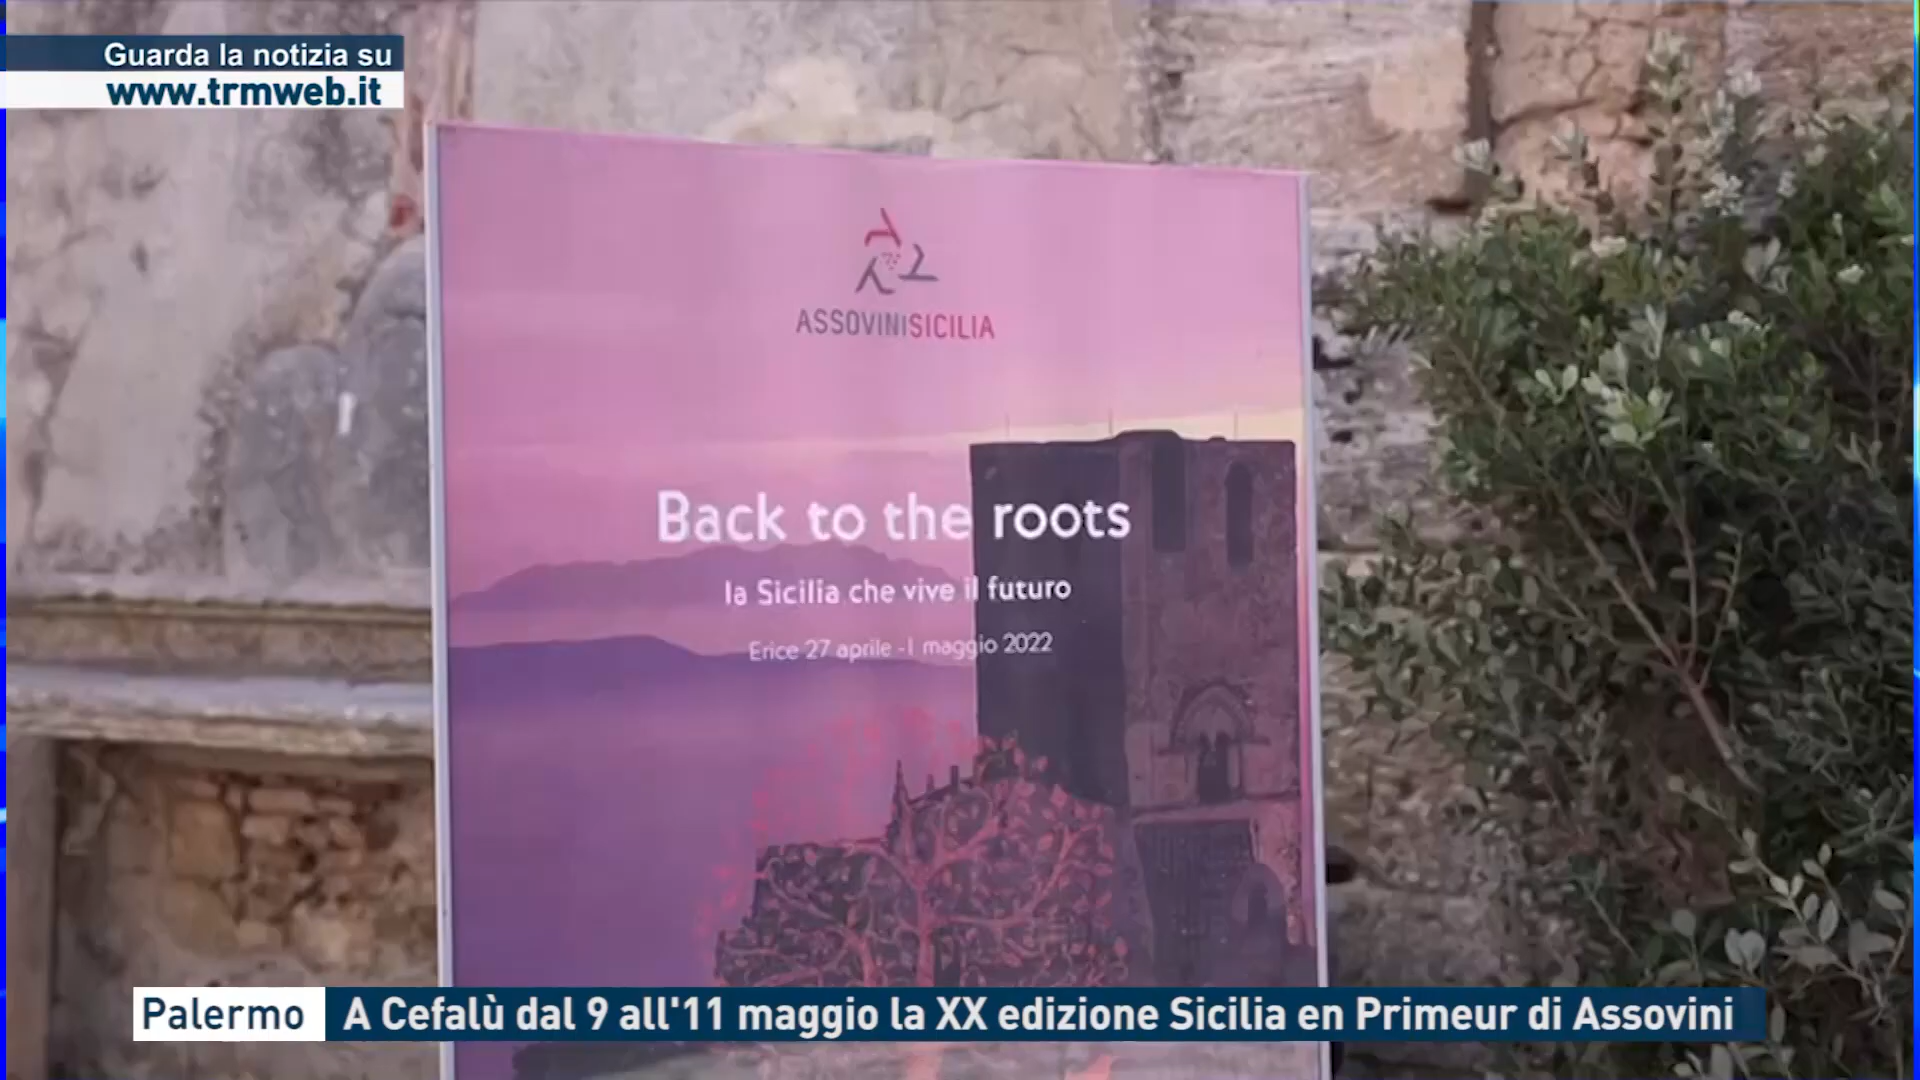 Guarda la notizia su
www.trmweb.it
ASSOVINISICILIA
Back to the roots
la Sicilia che vive il futuro
Erice 27 aprile - 1 maggio 2022
Palermo
A Cefalù dal 9 all'11 maggio la XX edizione Sicilia en Primeur di Assovini